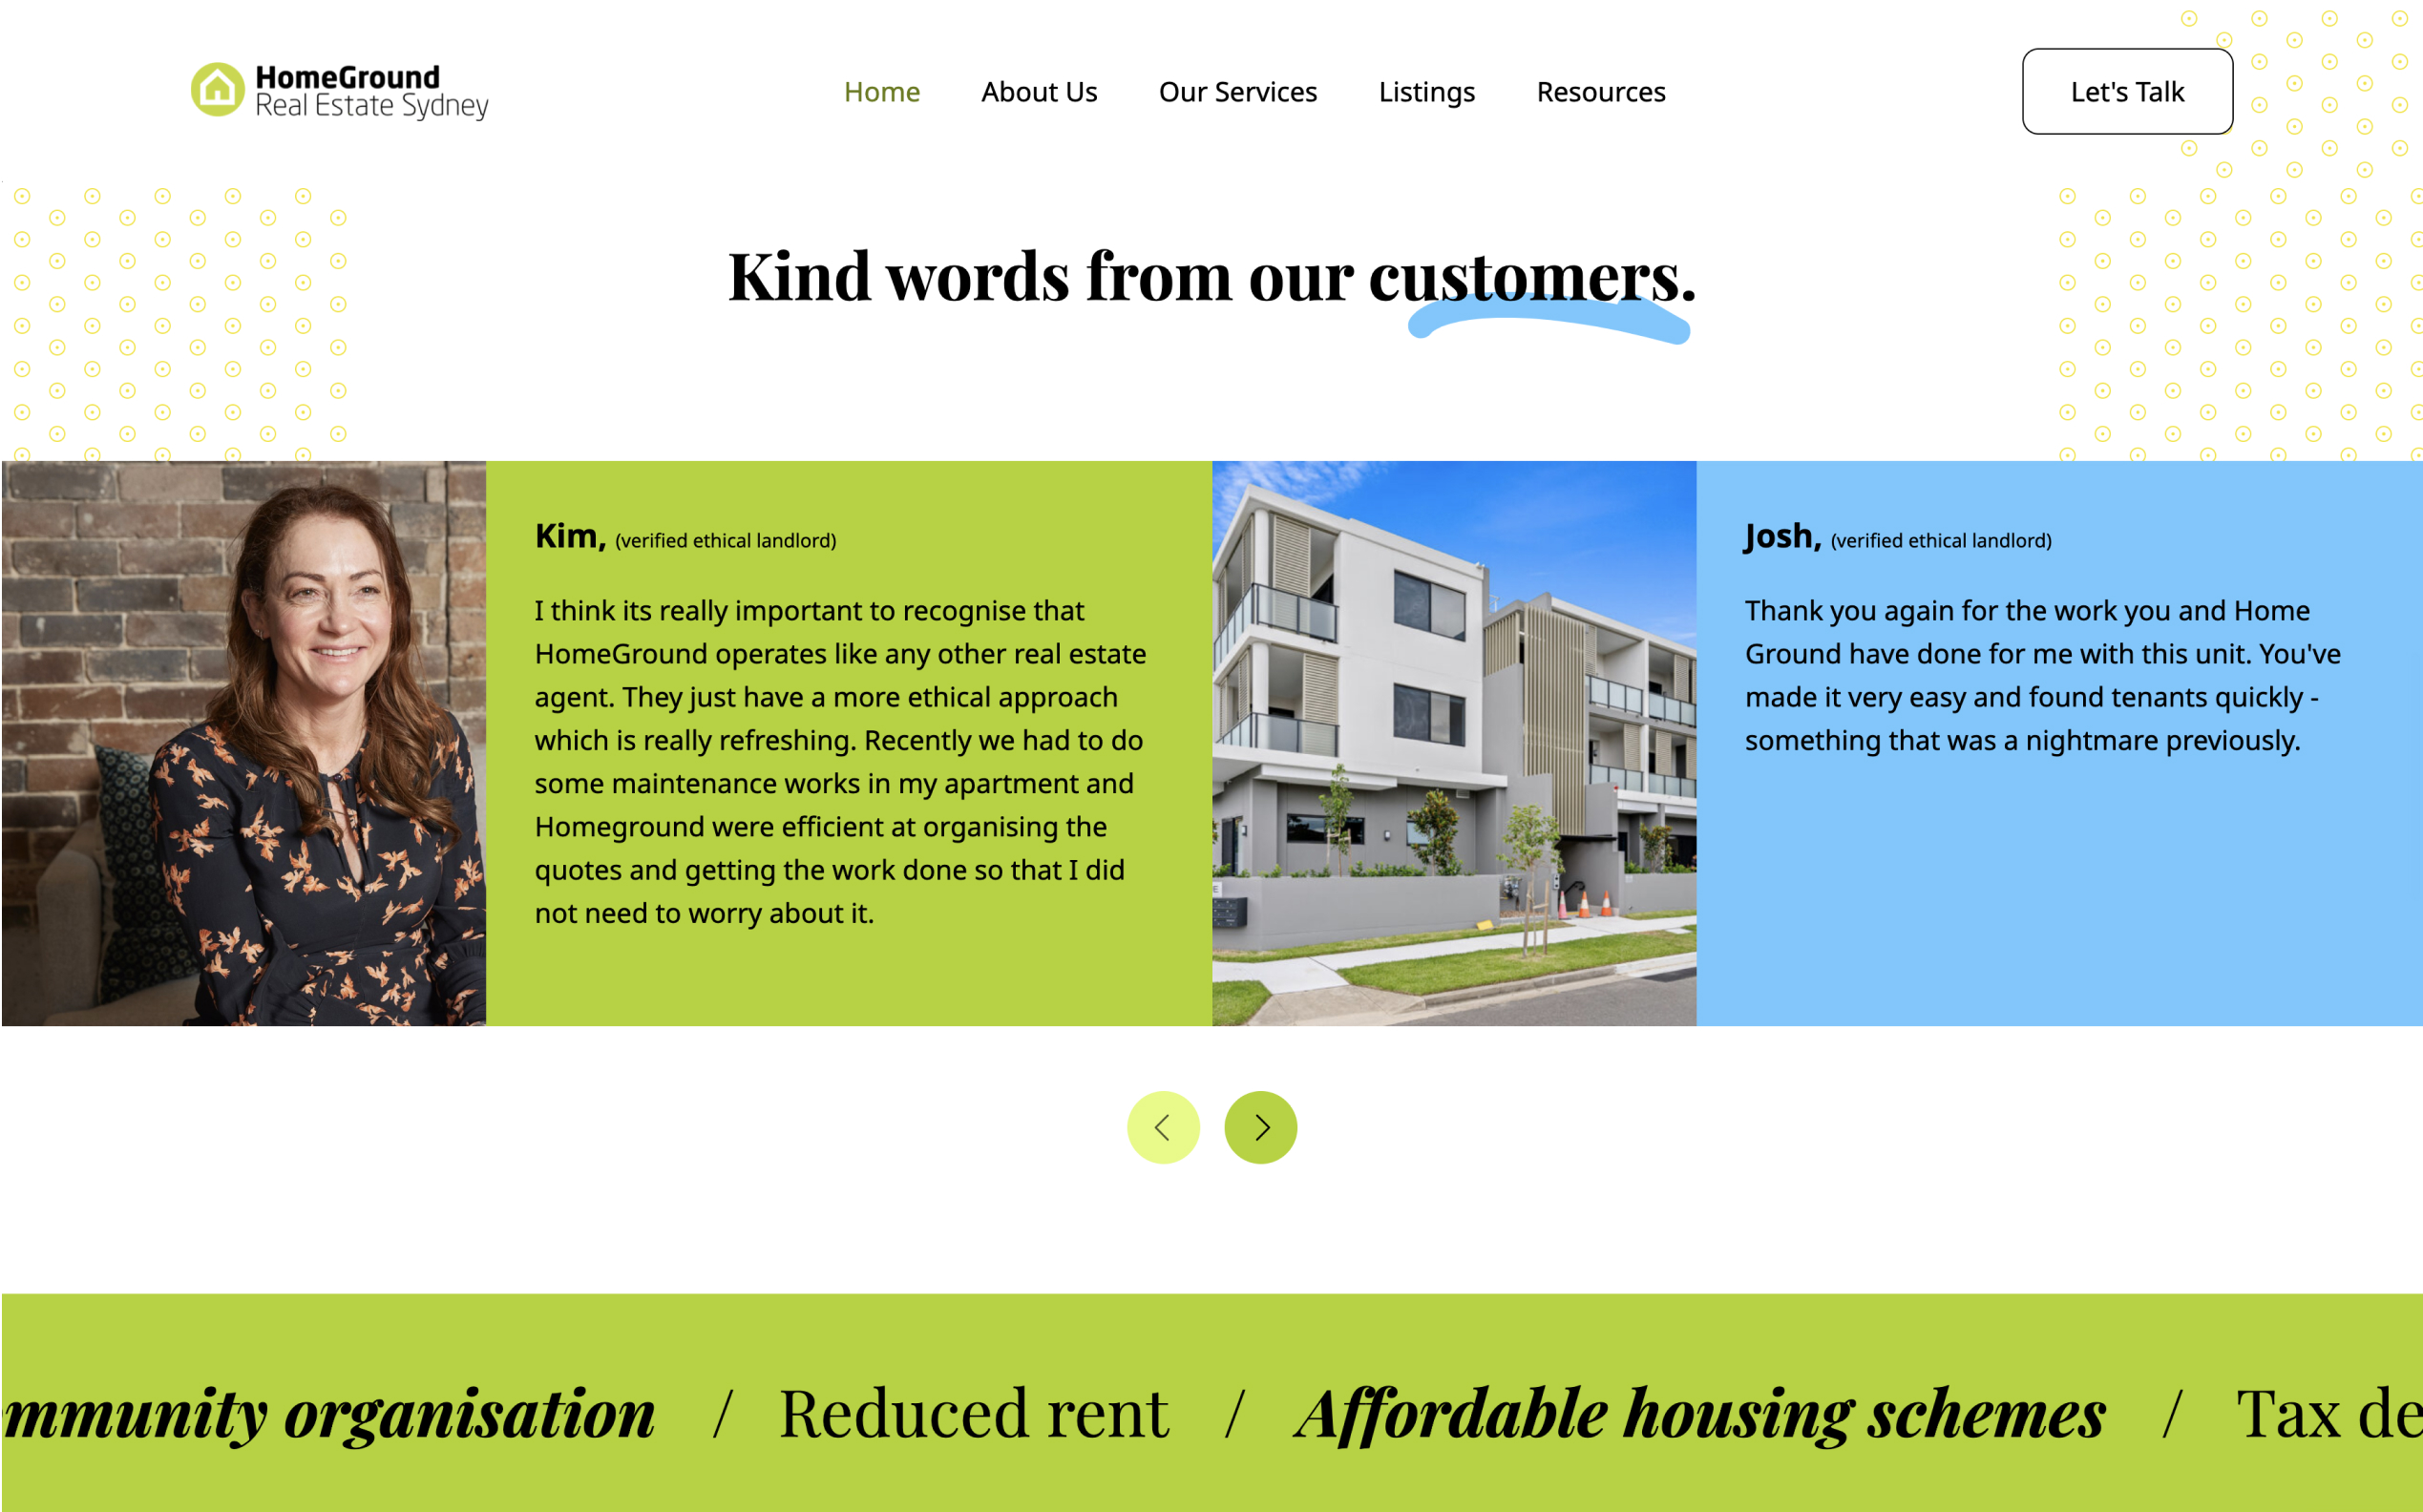 HomeGround
Real Estate Sydney
Home
About Us
Our Services
Listings
Resources
Let's Talk
Kind words from our customers.
Kim, (verified ethical landlord)
I think its really important to recognise that
HomeGround operates like any other real estate
agent. They just have a more ethical approach
which is really refreshing. Recently we had to do
some maintenance works in my apartment and
Homeground were efficient at organising the
quotes and getting the work done so that I did
not need to worry about it.
Josh, (verified ethical landlord)
Thank you again for the work you and Home
Ground have done for me with this unit. You've
made it very easy and found tenants quickly -
something that was a nightmare previously.
mmunity organisation / Reduced rent / Affordable housing schemes / Tax de